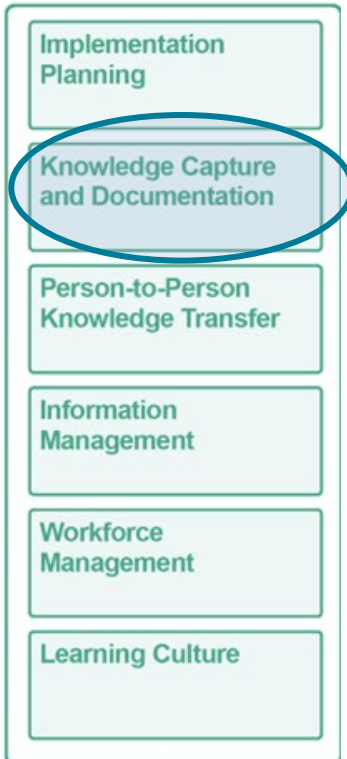 Implementation
Planning
Knowledge Capture
and Documentation
Person-to-Person
Knowledge Transfer
Information
Management
Workforce
Management
Learning Culture